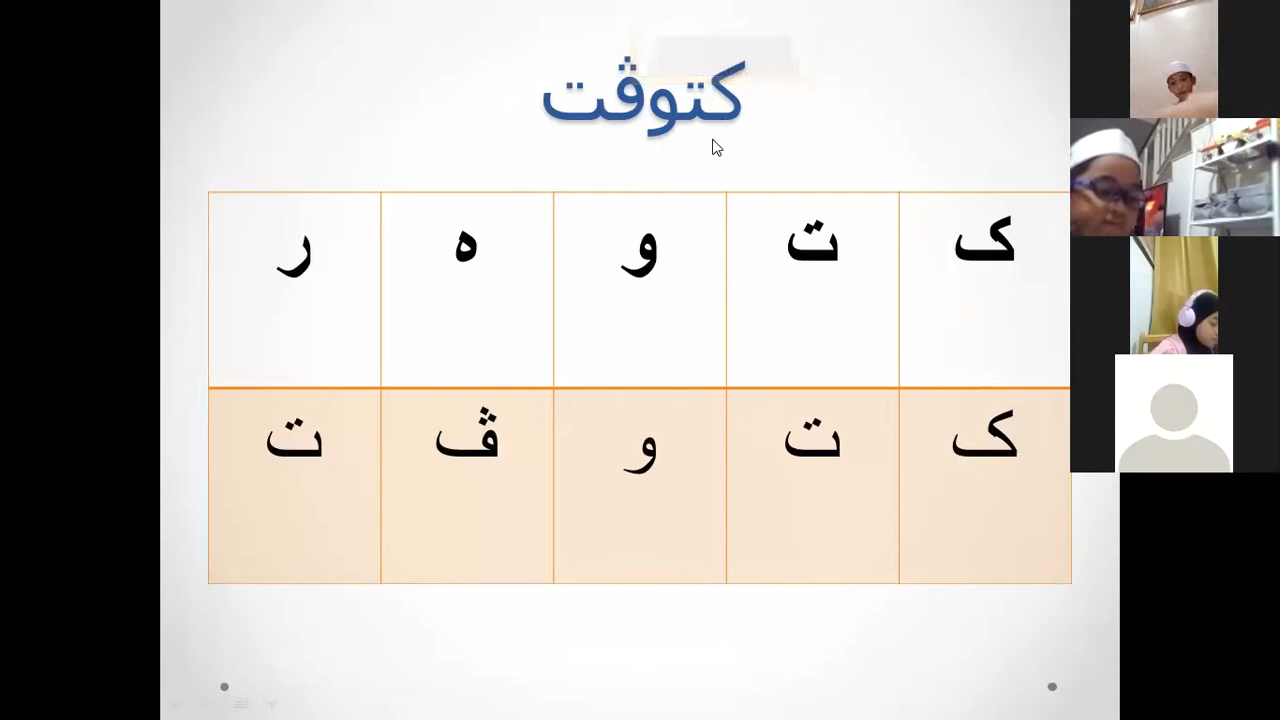 کتوڤت
ک ت و ه ر
ک ت و ڤ ت